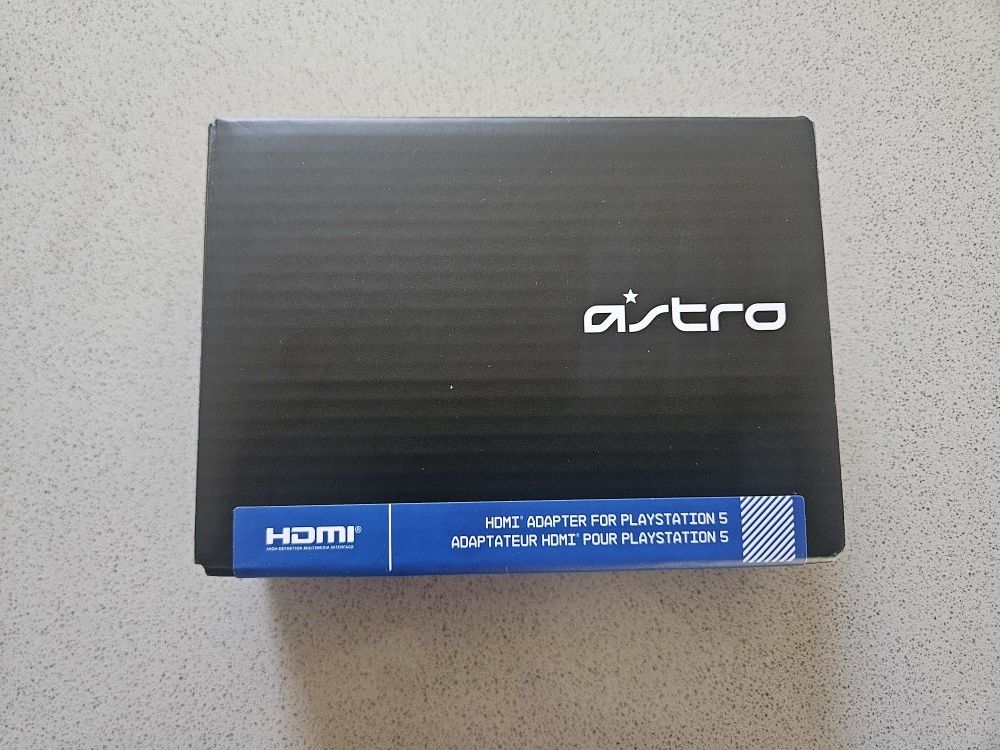 astro
HDMI®
HIGH-DEFINITION MULTIMEDIA INTERFACE
HDMI® ADAPTER FOR PLAYSTATION 5
ADAPTATEUR HDMI® POUR PLAYSTATION 5